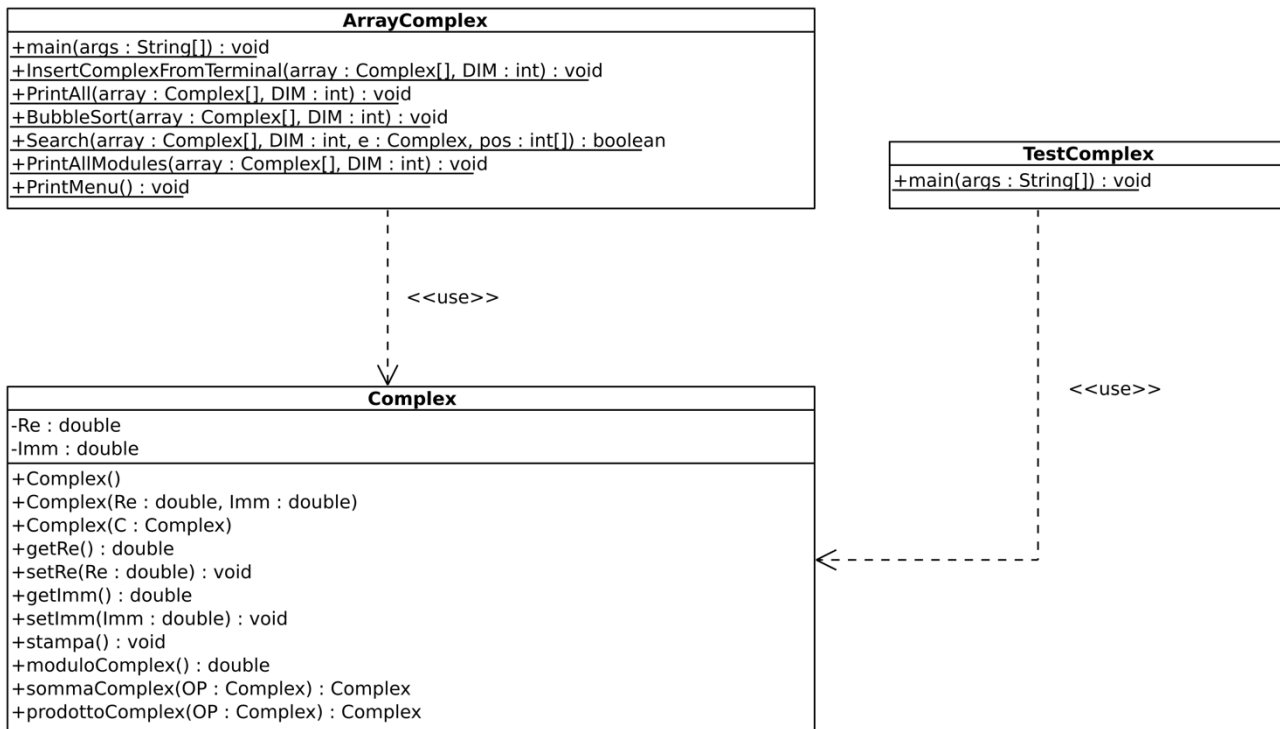 ArrayComplex
+main(args : String[]) : void
+InsertComplexFromTerminal(array : Complex[], DIM : int) : void
+PrintAll(array : Complex[], DIM : int) : void
+BubbleSort(array : Complex[], DIM : int) : void
+Search(array : Complex[], DIM : int, e : Complex, pos : int[]) : boolean
+PrintAllModules(array : Complex[], DIM : int) : void
+PrintMenu() : void
TestComplex
+main(args : String[]) : void
<<use>>
<<use>>
Complex
-Re : double
-Imm : double
+Complex()
+Complex(Re : double, Imm : double)
+Complex(C : Complex)
+getRe() : double
+setRe(Re : double) : void
+getImm() : double
+setImm(Imm : double) : void
+stampa() : void
+moduloComplex() : double
+sommaComplex(OP : Complex) : Complex
+prodottoComplex(OP : Complex) : Complex